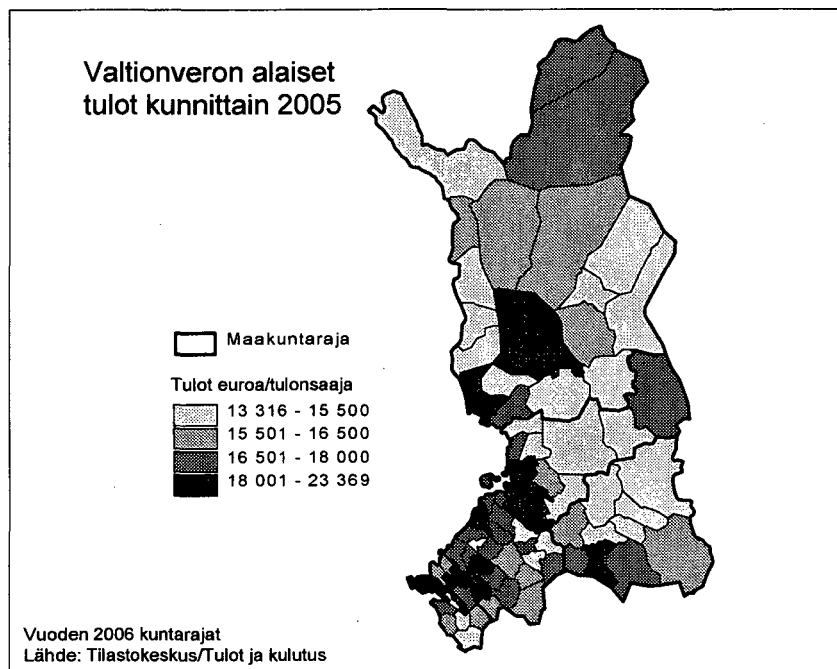 Valtionveron alaiset
tulot kunnittain 2005
Maakuntaraja
Tulot euroa/tulonsaaja
13 316 - 15 500
15 501 - 16 500
16 501 - 18 000
18 001 - 23 369
Vuoden 2006 kuntarajat
Lähde: Tilastokeskus/Tulot ja kulutus